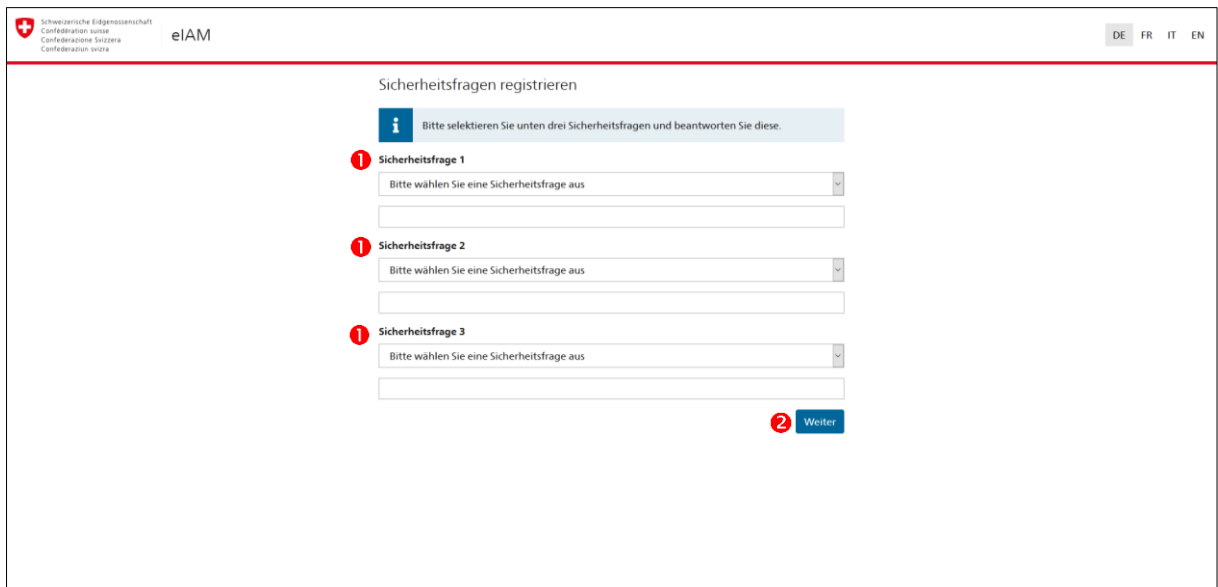 Schweizerische Eidgenossenschaft
Confédération suisse
Confederazione Svizzera
Confederaziun svizra
eIAM
DE FR IT EN
Sicherheitsfragen registrieren
i Bitte selektieren Sie unten drei Sicherheitsfragen und beantworten Sie diese.
1 Sicherheitsfrage 1
Bitte wählen Sie eine Sicherheitsfrage aus
1 Sicherheitsfrage 2
Bitte wählen Sie eine Sicherheitsfrage aus
1 Sicherheitsfrage 3
Bitte wählen Sie eine Sicherheitsfrage aus
2 Weiter